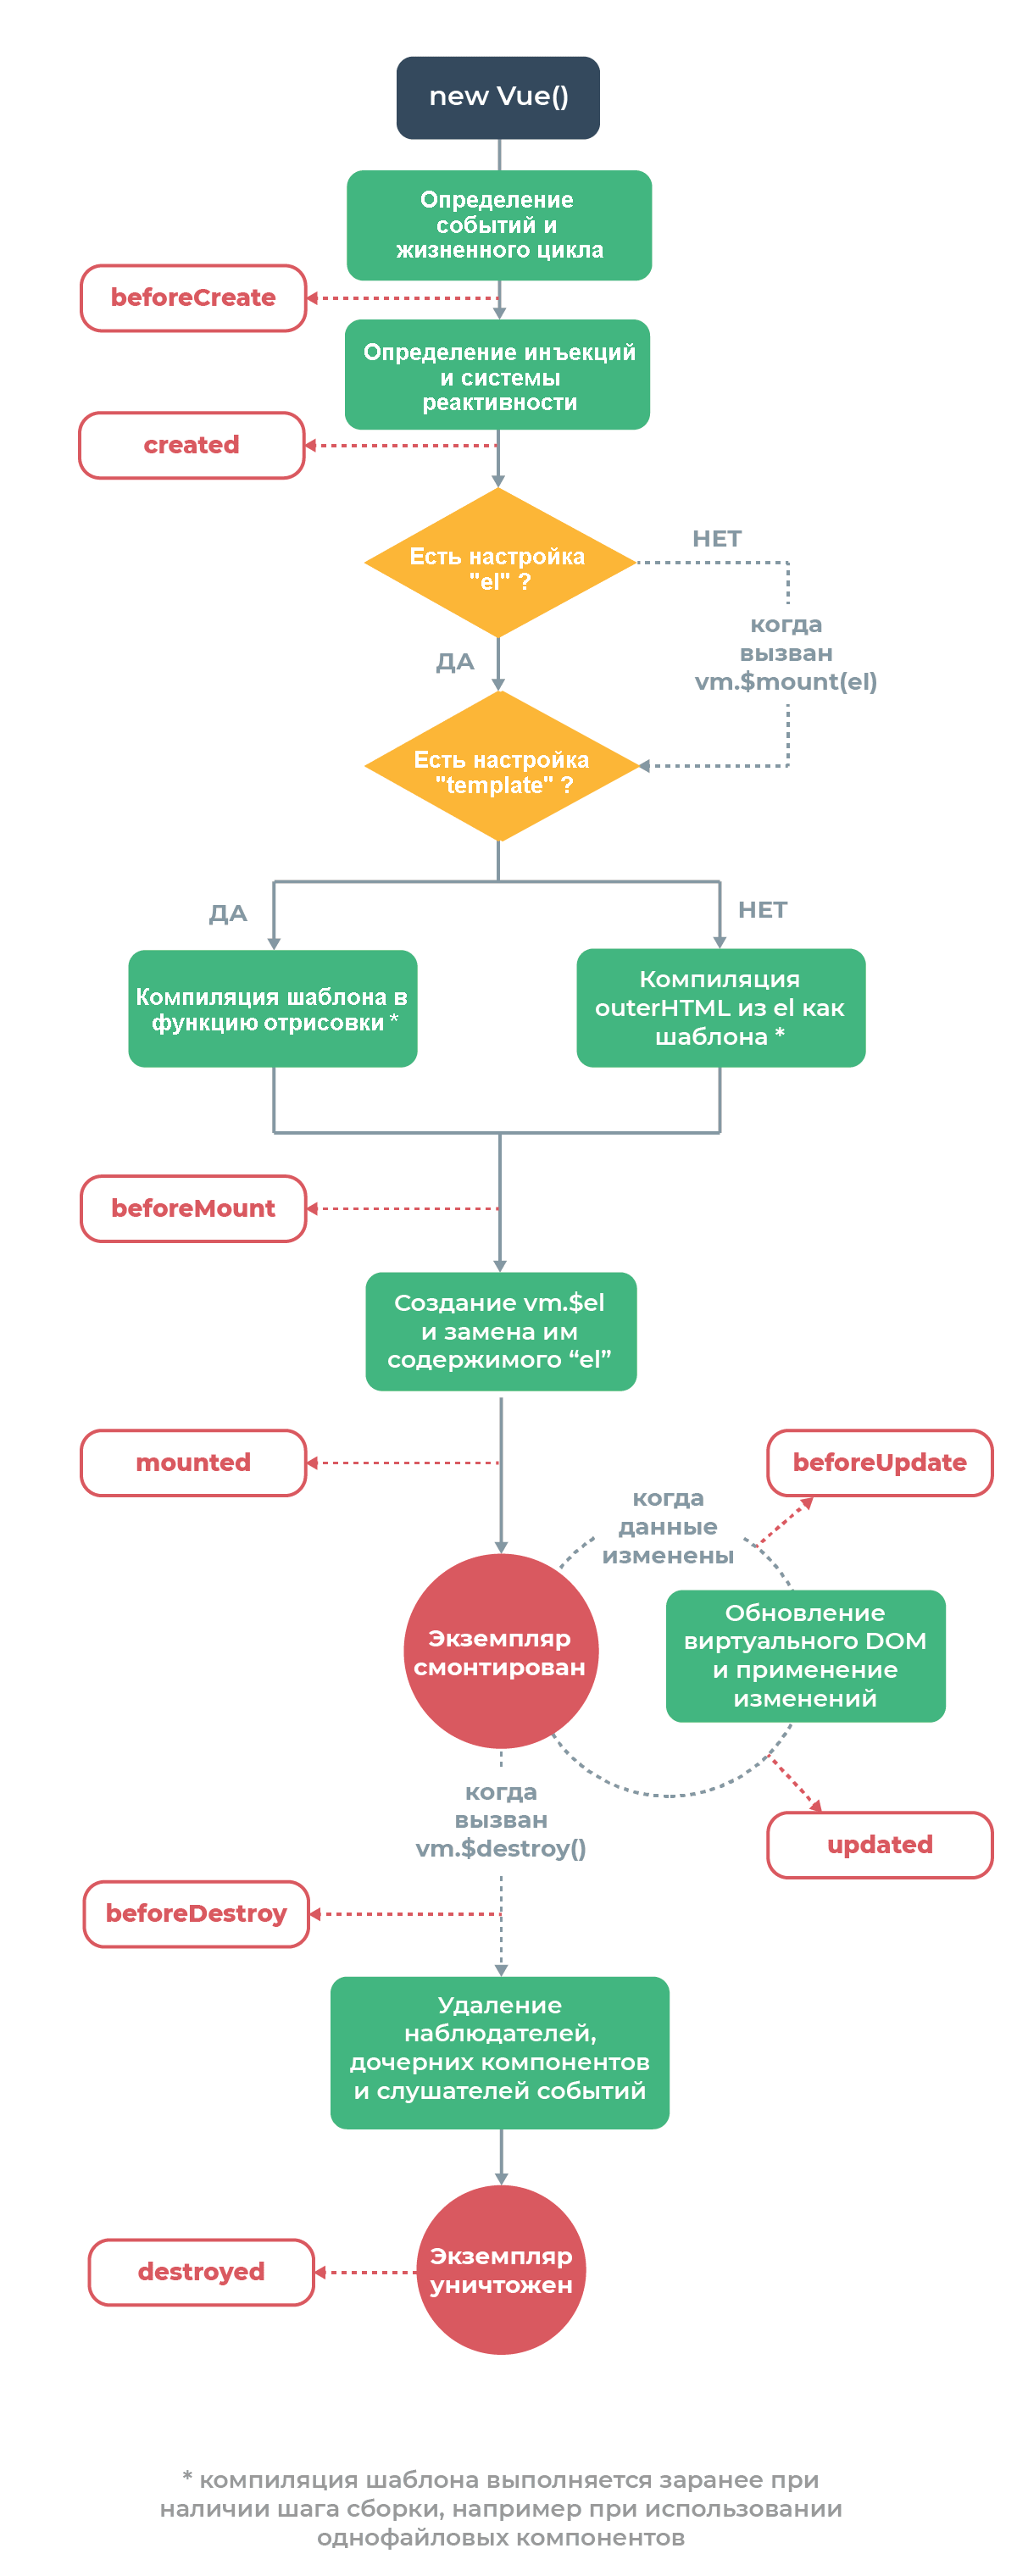 new Vue()
Определение
событий и
жизненного цикла
beforeCreate
Определение инъекций
и системы
реактивности
created
Есть настройка
"el" ?
НЕТ
когда
вызван
vm.$mount(el)
ДА
Есть настройка
"template" ?
ДА
НЕТ
Компиляция шаблона в
функцию отрисовки *
Компиляция
outerHTML из el как
шаблона *
beforeMount
Создание vm.$el
и замена им
содержимого “el”
mounted
beforeUpdate
когда
данные
изменены
Экземпляр
смонтирован
Обновление
виртуального DOM
и применение
изменений
когда
вызван
vm.$destroy()
updated
beforeDestroy
Удаление
наблюдателей,
дочерних компонентов
и слушателей событий
Экземпляр
уничтожен
destroyed
* компиляция шаблона выполняется заранее при
наличии шага сборки, например при использовании
однофайловых компонентов